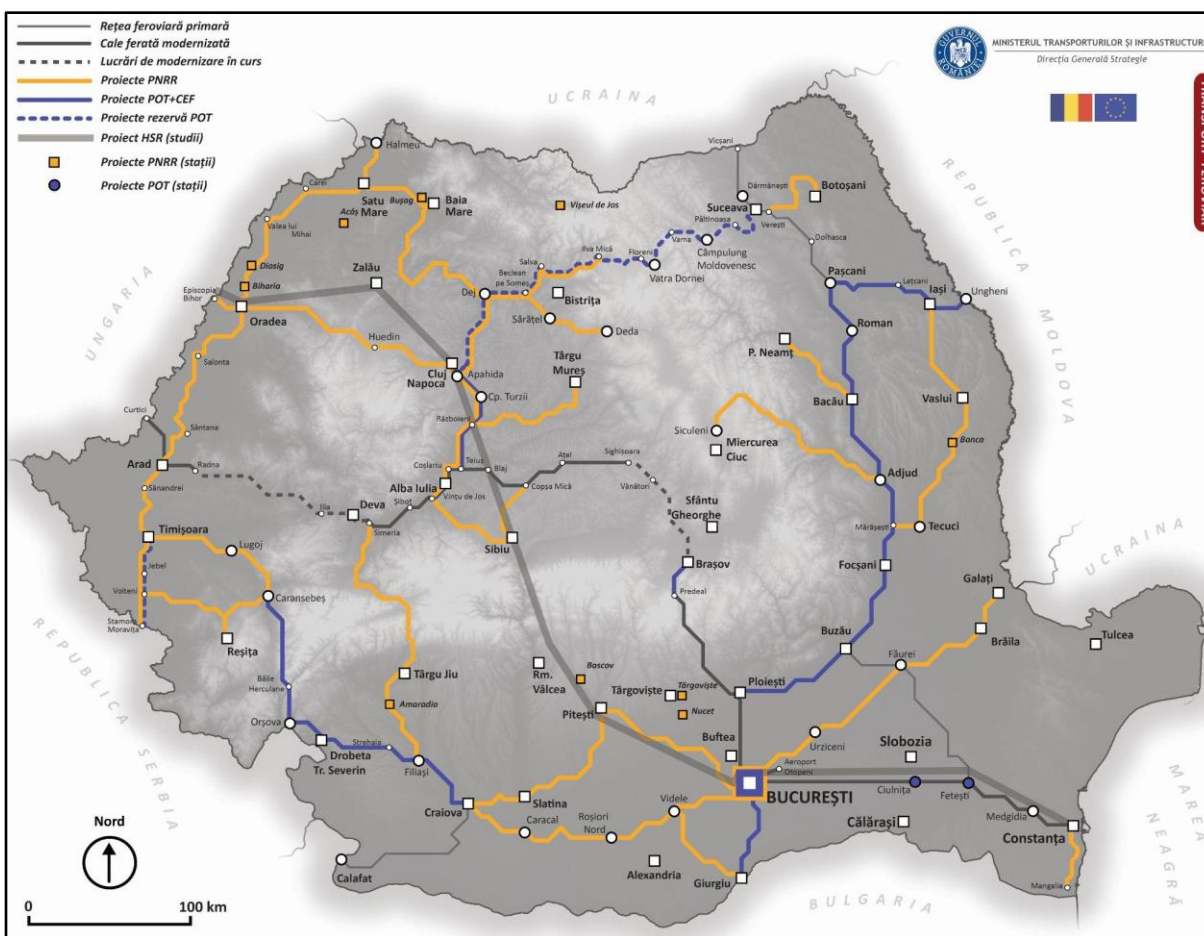 Rețea feroviară primară
Cale ferată modernizată
Lucrări de modernizare în curs
Proiecte PNRR
Proiecte POT+CEF
Proiecte rezervă POT
Proiect HSR (studii)
Proiecte PNRR (stații)
Proiecte POT (stații)
GUVERNUL ROMÂNIEI
MINISTERUL TRANSPORTURILOR ȘI INFRASTRUCTURI
Direcția Generală Strategie
UCRAINA
REPUBLICA MOLDOVA
UNGARIA
Halmeu
Vicșani
Carei
Satu Mare
Bușag
Baia Mare
Acâș
Vișeul de Jos
Dărmănești
Suceava
Botoșani
Verești
Valea lui Mihai
Păltinoasa
Dolhasca
Ilva Mică
Floreni
Vama
Câmpulung Moldovenesc
Diosig
Salva
Vatra Dornei
Biharia
Zalău
Beclean pe Someș
Pașcani
Lețcani
Iași
Ungheni
Episcopia Bihor
Dej
Bistrița
Oradea
Sărățel
Deda
Roman
Huedin
P. Neamț
Salonta
Cluj Napoca
Apahida
Târgu Mureș
Cp. Turzii
Bacău
Vaslui
Curtici
Războieni
Siculeni
Sântana
Miercurea Ciuc
Banca
Arad
Radna
Coșlariu
Teiuș
Blaj
Ațel
Sighișoara
Adjud
Sânandrei
Alba Iulia
Vințu de Jos
Copșa Mică
Vânători
Ilia
Deva
Șibot
Sfântu Gheorghe
Simeria
Mărășești
Tecuci
Timișoara
Lugoj
Sibiu
Brașov
Focșani
UCRAINA
Jebel
Galați
Voiteni
Caransebeș
Predeal
Stamora Moravița
Reșița
Buzău
Brăila
Tulcea
REPUBLICA SERBIA
Târgu Jiu
Rm. Vâlcea
Bascov
Târgoviște
Târgoviște
Ploiești
Făurei
Băile Herculane
Amaradia
Pitești
Nucet
Orșova
Buftea
Urziceni
Slobozia
Drobeta Tr. Severin
Strehaia
Filiași
Aeroport Otopeni
BUCUREȘTI
Ciulnița
Fetești
Craiova
Slatina
Caracal
Roșiori Nord
Videle
Călărași
Medgidia
Constanța
Calafat
Alexandria
Giurgiu
Mangalia
MAREA NEAGRĂ
BULGARIA
Nord
0
100 km